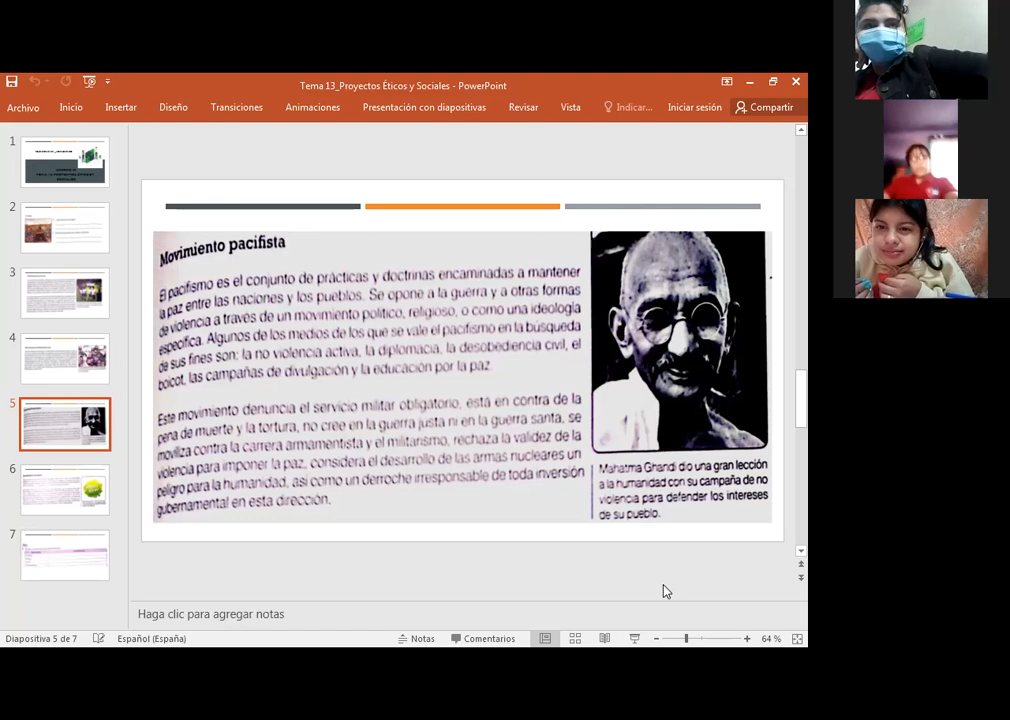 Tema 13_Proyectos Éticos y Sociales - PowerPoint
Archivo Inicio Insertar Diseño Transiciones Animaciones Presentación con diapositivas Revisar Vista Indicar... Iniciar sesión Compartir
1
2
3
4
5
6
7
Movimiento pacifista
El pacifismo es el conjunto de prácticas y doctrinas encaminadas a mantener
la paz entre las naciones y los pueblos. Se opone a la guerra y a otras formas
de violencia a través de un movimiento político, religioso, o como una ideología
específica. Algunos de los medios de los que se vale el pacifismo en la búsqueda
de sus fines son: la no violencia activa, la diplomacia, la desobediencia civil, el
boicot, las campañas de divulgación y la educación por la paz.
Este movimiento denuncia el servicio militar obligatorio, está en contra de la
pena de muerte y la tortura, no cree en la guerra justa ni en la guerra santa, se
moviliza contra la carrera armamentista y el militarismo, rechaza la validez de la
violencia para imponer la paz, considera el desarrollo de las armas nucleares un
peligro para la humanidad, así como un derroche irresponsable de toda inversión
gubernamental en esta dirección.
Mahatma Ghandi dio una gran lección
a la humanidad con su campaña de no
violencia para defender los intereses
de su pueblo.
Haga clic para agregar notas
Diapositiva 5 de 7 Español (España) Notas Comentarios 64 %